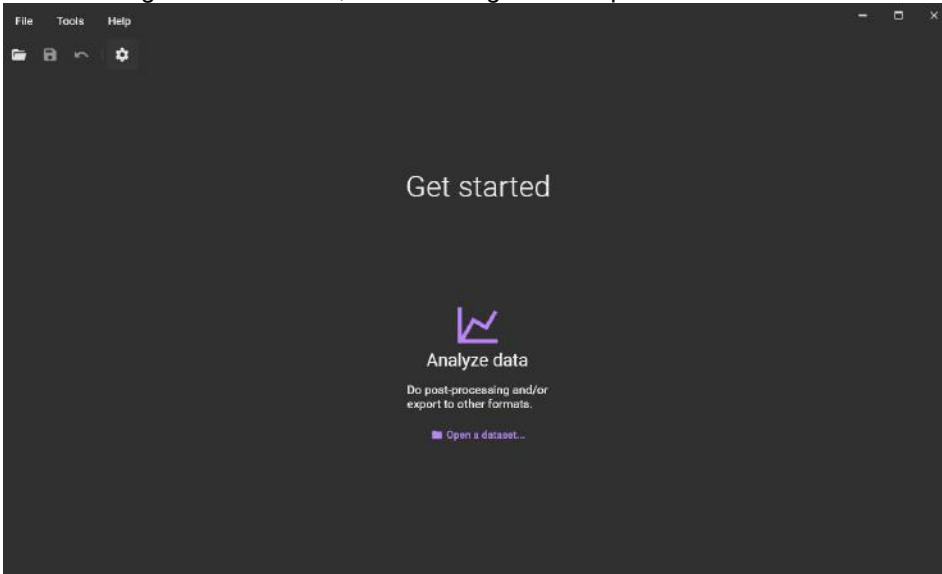 File Tools Help
Get started
Analyze data
Do post-processing and/or
export to other formats.
Open a dataset...